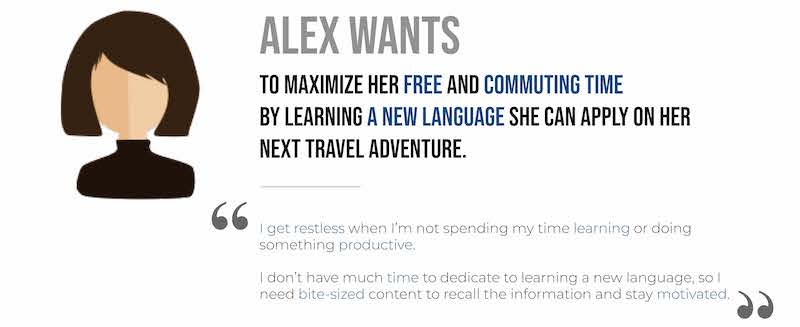 ALEX WANTS
TO MAXIMIZE HER FREE AND COMMUTING TIME
BY LEARNING A NEW LANGUAGE SHE CAN APPLY ON HER
NEXT TRAVEL ADVENTURE.
“
I get restless when I’m not spending my time learning or doing
something productive.
I don’t have much time to dedicate to learning a new language, so I
need bite-sized content to recall the information and stay motivated.
”